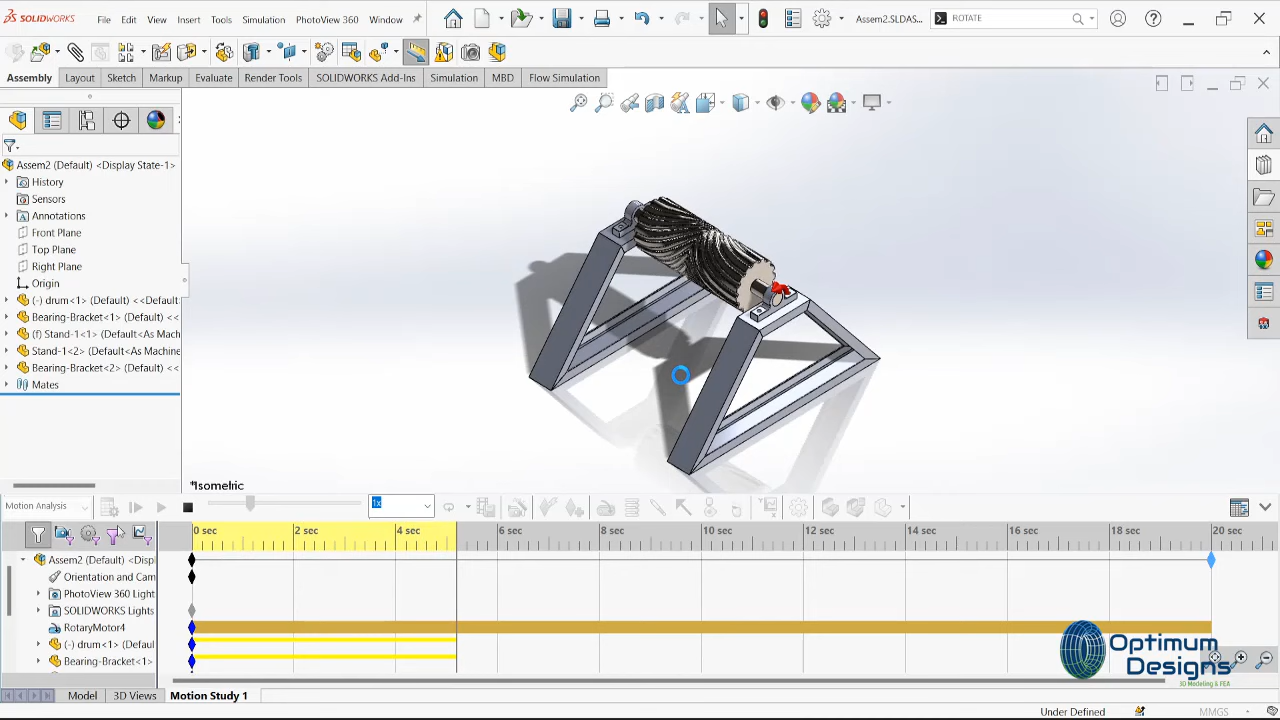 SOLIDWORKS File Edit View Insert Tools Simulation PhotoView 360 Window Assem2.SLDAS... ROTATE
Assembly Layout Sketch Markup Evaluate Render Tools SOLIDWORKS Add-Ins Simulation MBD Flow Simulation
Assem2 (Default) <Display State-1>
History
Sensors
Annotations
Front Plane
Top Plane
Right Plane
Origin
(-) drum<1> (Default) <<Default
Bearing-Bracket<1> (Default)
(f) Stand-1<1> (Default<As Machine
Stand-1<2> (Default<As Machine
Bearing-Bracket<2> (Default)
Mates
*Isometric
Motion Analysis 1x
0 sec 2 sec 4 sec 6 sec 8 sec 10 sec 12 sec 14 sec 16 sec 18 sec 20 sec
Assem2 (Default) <Displ
Orientation and Cam
PhotoView 360 Light
SOLIDWORKS Lights
RotaryMotor4
(-) drum<1> (Defaul
Bearing-Bracket<1>
Optimum
Designs
3D Modeling & FEA
Model 3D Views Motion Study 1
Under Defined MMGS